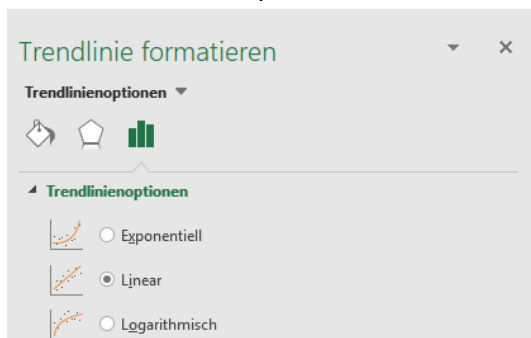 Trendlinie formatieren
Trendlinienoptionen
Trendlinienoptionen
Exponentiell
Linear
Logarithmisch